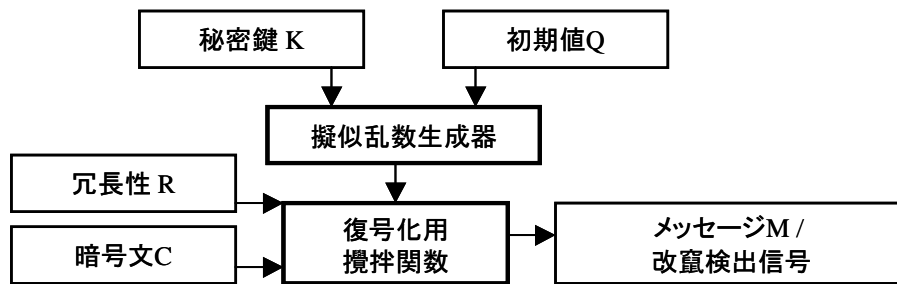 秘密鍵 K
初期値Q
擬似乱数生成器
冗長性 R
暗号文C
復号化用
攪拌関数
メッセージM /
改竄検出信号